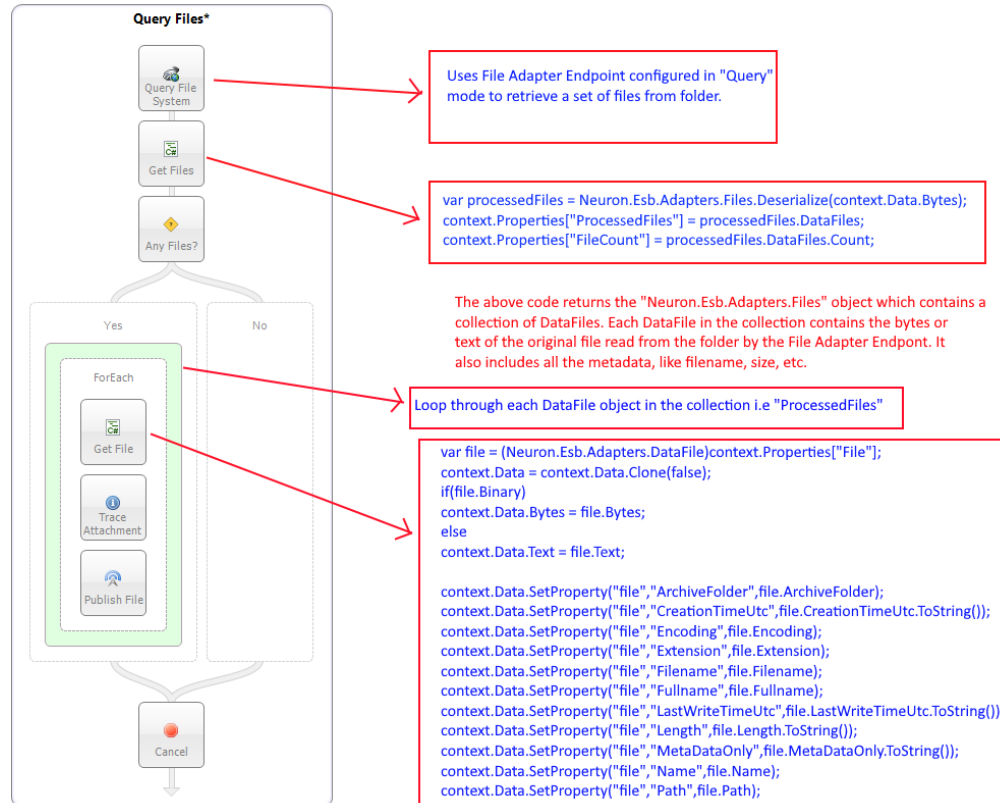 Query Files*
Query File
System
Uses File Adapter Endpoint configured in "Query"
mode to retrieve a set of files from folder.
C#
Get Files
var processedFiles = Neuron.Esb.Adapters.Files.Deserialize(context.Data.Bytes);
context.Properties["ProcessedFiles"] = processedFiles.DataFiles;
context.Properties["FileCount"] = processedFiles.DataFiles.Count;
Any Files?
The above code returns the "Neuron.Esb.Adapters.Files" object which contains a
collection of DataFiles. Each DataFile in the collection contains the bytes or
text of the original file read from the folder by the File Adapter Endpont. It
also includes all the metadata, like filename, size, etc.
Yes
No
ForEach
Loop through each DataFile object in the collection i.e "ProcessedFiles"
C#
Get File
Trace
Attachment
Publish File
Cancel
var file = (Neuron.Esb.Adapters.DataFile)context.Properties["File"];
context.Data = context.Data.Clone(false);
if(file.Binary)
context.Data.Bytes = file.Bytes;
else
context.Data.Text = file.Text;
context.Data.SetProperty("file","ArchiveFolder",file.ArchiveFolder);
context.Data.SetProperty("file","CreationTimeUtc",file.CreationTimeUtc.ToString());
context.Data.SetProperty("file","Encoding",file.Encoding);
context.Data.SetProperty("file","Extension",file.Extension);
context.Data.SetProperty("file","Filename",file.Filename);
context.Data.SetProperty("file","Fullname",file.Fullname);
context.Data.SetProperty("file","LastWriteTimeUtc",file.LastWriteTimeUtc.ToString())
context.Data.SetProperty("file","Length",file.Length.ToString());
context.Data.SetProperty("file","MetaDataOnly",file.MetaDataOnly.ToString());
context.Data.SetProperty("file","Name",file.Name);
context.Data.SetProperty("file","Path",file.Path);